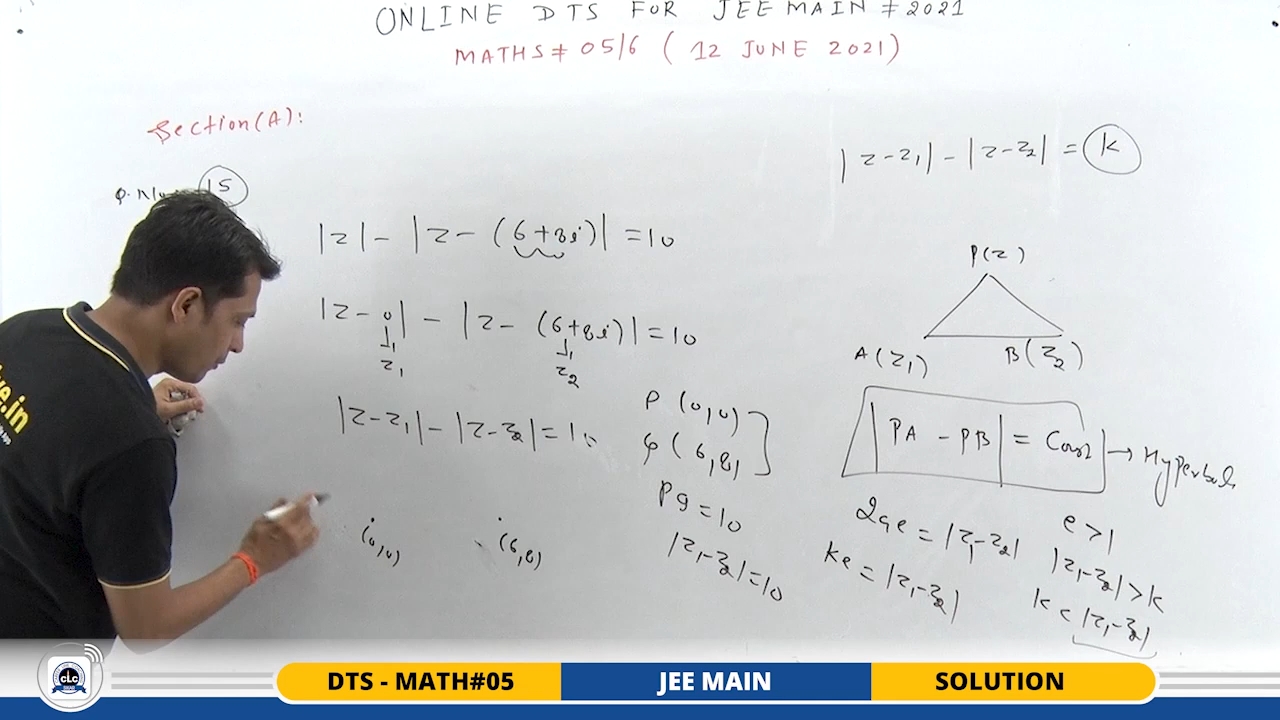 ONLINE DTS FOR JEE MAIN # 2021
MATHS # 05/6 ( 12 JUNE 2021 )
Section (A):
15
|z| - |z - (6+8i)| = 10
|z - 0| - |z - (6+8i)| = 10
z₁ z₂
|z-z₁| - |z-z₂| = 10
(0,0) (6,8)
P (0,0)
Q (6,8)
PQ = 10
|z₁-z₂| = 10
|z-z₁| - |z-z₂| = k
P(z)
A(z₁) B(z₂)
|PA - PB| = Const → Hyperbola
2ae = |z₁-z₂|
ke = |z₁-z₂|
e > 1
|z₁-z₂| > k
k < |z₁-z₂|
e.in
CLC
SIKAR
DTS - MATH#05
JEE MAIN
SOLUTION